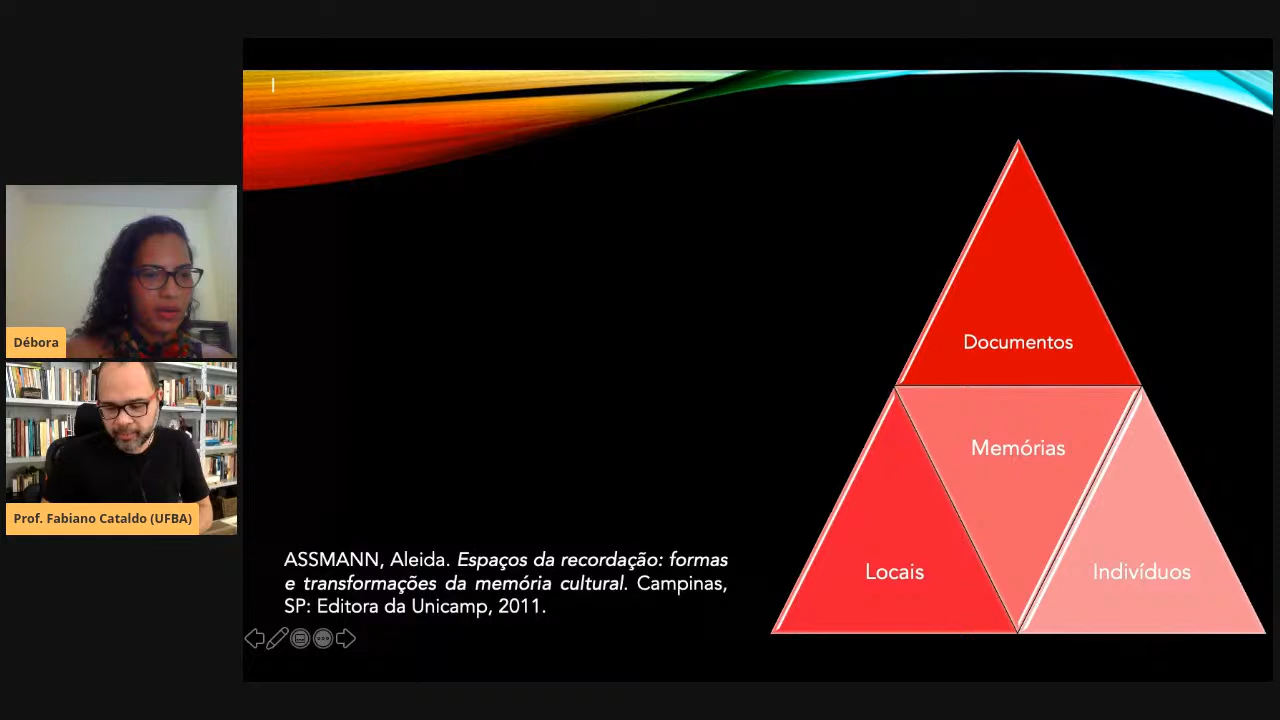 Débora
Prof. Fabiano Cataldo (UFBA)
Documentos
Memórias
Locais
Indivíduos
ASSMANN, Aleida. Espaços da recordação: formas
e transformações da memória cultural. Campinas,
SP: Editora da Unicamp, 2011.